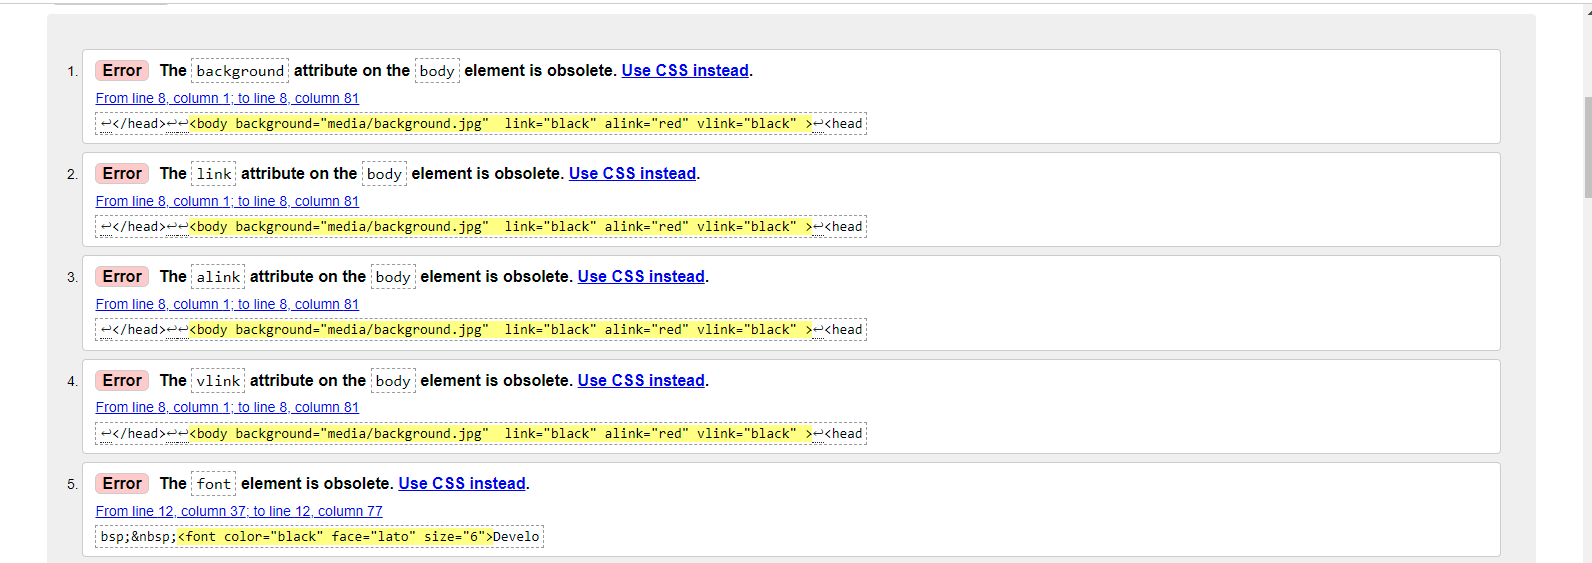 1. Error The background attribute on the body element is obsolete. Use CSS instead.
From line 8, column 1; to line 8, column 81
↩</head>↩↩<body background="media/background.jpg"  link="black" alink="red" vlink="black" >↩<head
2. Error The link attribute on the body element is obsolete. Use CSS instead.
From line 8, column 1; to line 8, column 81
↩</head>↩↩<body background="media/background.jpg"  link="black" alink="red" vlink="black" >↩<head
3. Error The alink attribute on the body element is obsolete. Use CSS instead.
From line 8, column 1; to line 8, column 81
↩</head>↩↩<body background="media/background.jpg"  link="black" alink="red" vlink="black" >↩<head
4. Error The vlink attribute on the body element is obsolete. Use CSS instead.
From line 8, column 1; to line 8, column 81
↩</head>↩↩<body background="media/background.jpg"  link="black" alink="red" vlink="black" >↩<head
5. Error The font element is obsolete. Use CSS instead.
From line 12, column 37; to line 12, column 77
bsp;&nbsp;<font color="black" face="lato" size="6">Develo